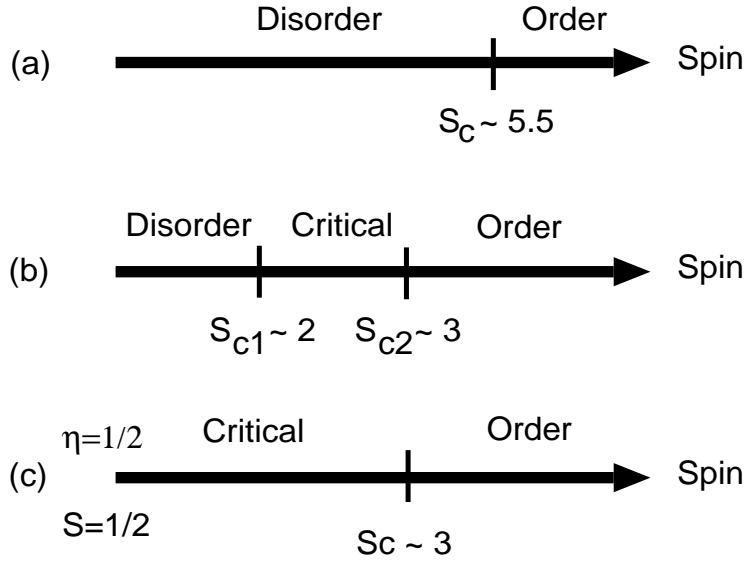 Disorder Order
(a) Spin
S_c ~ 5.5
Disorder Critical Order
(b) Spin
S_c1 ~ 2 S_c2 ~ 3
η=1/2 Critical Order
(c) Spin
S=1/2 Sc ~ 3